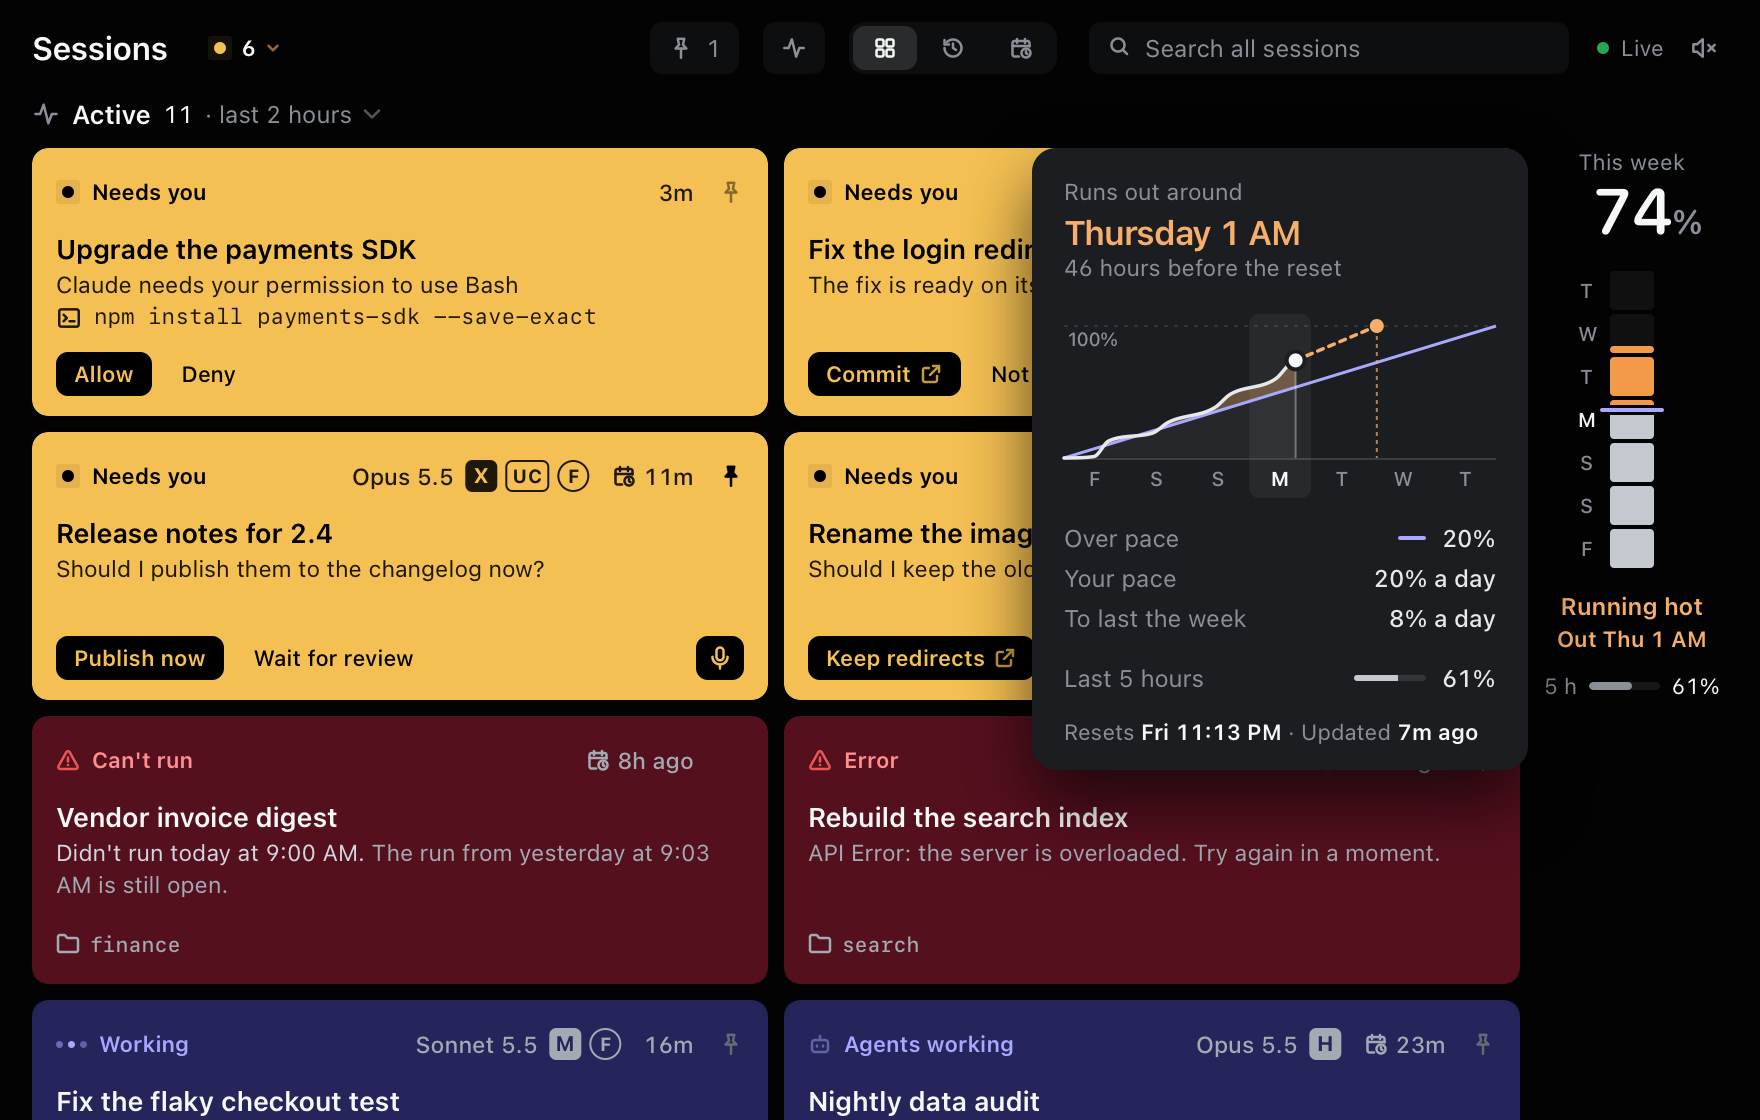 Sessions
6
1
Search all sessions
Live
Active 11 · last 2 hours
Needs you
3m
Upgrade the payments SDK
Claude needs your permission to use Bash
npm install payments-sdk --save-exact
Allow
Deny
Needs you
Fix the login redir
The fix is ready on its
Commit
Not
Needs you
Opus 5.5 X UC F 11m
Release notes for 2.4
Should I publish them to the changelog now?
Publish now
Wait for review
Needs you
Rename the imag
Should I keep the old
Keep redirects
Runs out around
Thursday 1 AM
46 hours before the reset
100%
F S S M T W T
Over pace 20%
Your pace 20% a day
To last the week 8% a day
Last 5 hours 61%
Resets Fri 11:13 PM · Updated 7m ago
This week
74%
T
W
T
M
S
S
F
Running hot
Out Thu 1 AM
5 h 61%
Can't run
8h ago
Vendor invoice digest
Didn't run today at 9:00 AM. The run from yesterday at 9:03
AM is still open.
finance
Error
Rebuild the search index
API Error: the server is overloaded. Try again in a moment.
search
Working
Sonnet 5.5 M F 16m
Fix the flaky checkout test
Agents working
Opus 5.5 H 23m
Nightly data audit